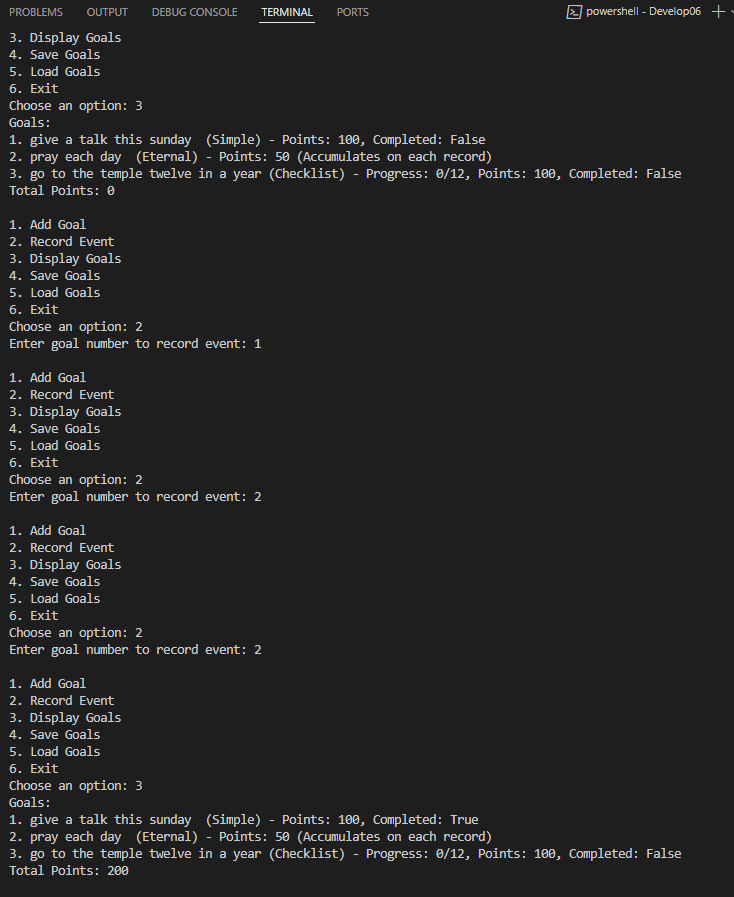 PROBLEMS OUTPUT DEBUG CONSOLE TERMINAL PORTS powershell - Develop06
3. Display Goals
4. Save Goals
5. Load Goals
6. Exit
Choose an option: 3
Goals:
1. give a talk this sunday  (Simple) - Points: 100, Completed: False
2. pray each day  (Eternal) - Points: 50 (Accumulates on each record)
3. go to the temple twelve in a year (Checklist) - Progress: 0/12, Points: 100, Completed: False
Total Points: 0

1. Add Goal
2. Record Event
3. Display Goals
4. Save Goals
5. Load Goals
6. Exit
Choose an option: 2
Enter goal number to record event: 1

1. Add Goal
2. Record Event
3. Display Goals
4. Save Goals
5. Load Goals
6. Exit
Choose an option: 2
Enter goal number to record event: 2

1. Add Goal
2. Record Event
3. Display Goals
4. Save Goals
5. Load Goals
6. Exit
Choose an option: 2
Enter goal number to record event: 2

1. Add Goal
2. Record Event
3. Display Goals
4. Save Goals
5. Load Goals
6. Exit
Choose an option: 3
Goals:
1. give a talk this sunday  (Simple) - Points: 100, Completed: True
2. pray each day  (Eternal) - Points: 50 (Accumulates on each record)
3. go to the temple twelve in a year (Checklist) - Progress: 0/12, Points: 100, Completed: False
Total Points: 200